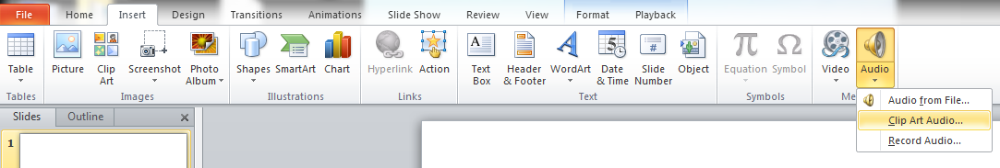 File Home Insert Design Transitions Animations Slide Show Review View Format Playback
Table Picture Clip Art Screenshot Photo Album Shapes SmartArt Chart Hyperlink Action Text Box Header & Footer WordArt Date & Time Slide Number Object Equation Symbol Video Audio
Tables Images Illustrations Links Text Symbols Me
Audio from File...
Clip Art Audio...
Record Audio...
Slides Outline
1